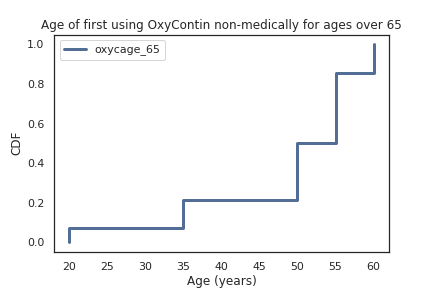 Age of first using OxyContin non-medically for ages over 65
oxycage_65
1.0
0.8
0.6
0.4
0.2
0.0
CDF
20 25 30 35 40 45 50 55 60
Age (years)